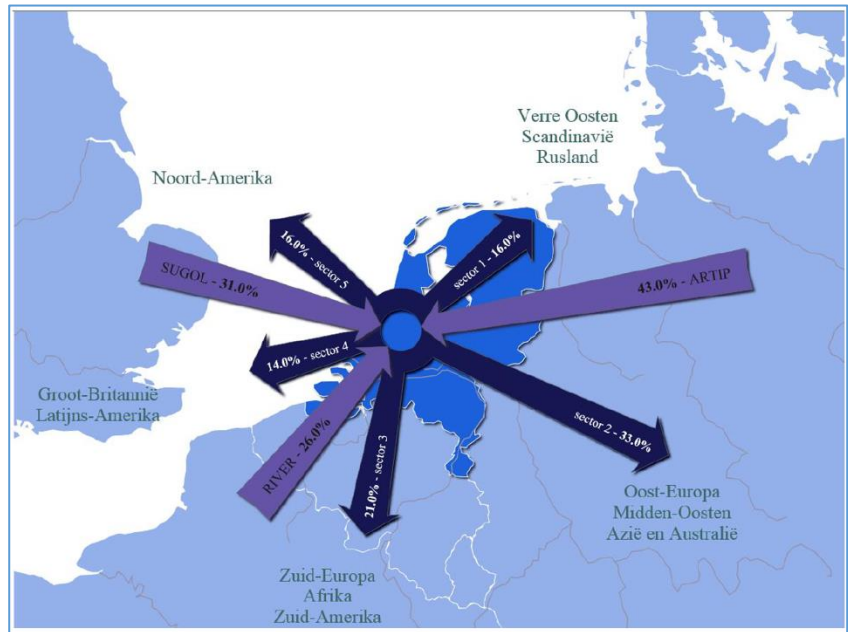 Verre Oosten
Scandinavië
Rusland
Noord-Amerika
16.0% - sector 5
sector 1 - 16.0%
SUGOL - 31.0%
43.0% - ARTIP
14.0% - sector 4
Groot-Britannië
Latijns-Amerika
RIVER - 26.0%
21.0% - sector 3
sector 2 - 33.0%
Oost-Europa
Midden-Oosten
Azië en Australië
Zuid-Europa
Afrika
Zuid-Amerika